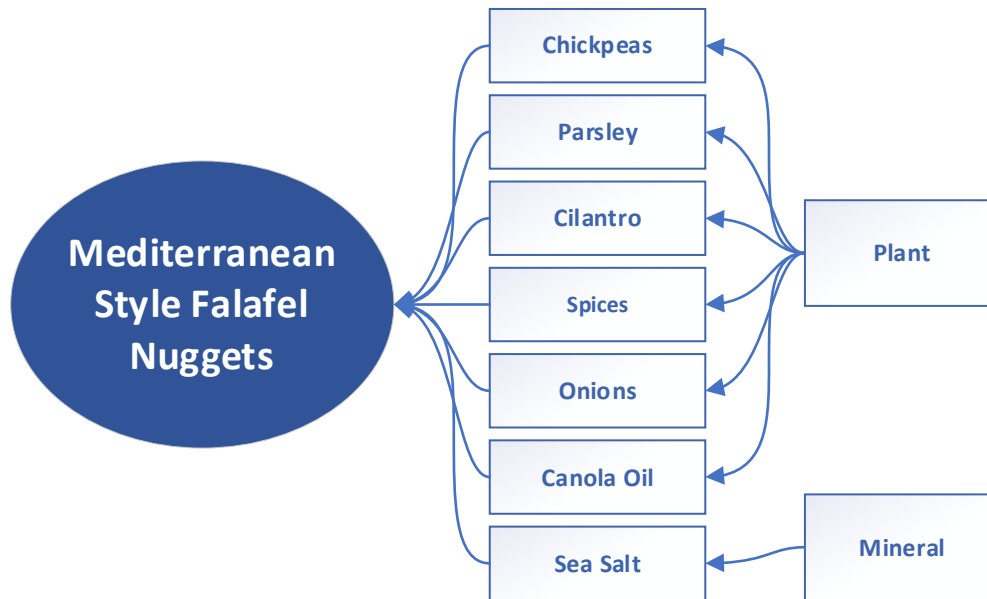 Mediterranean
Style Falafel
Nuggets
Chickpeas
Parsley
Cilantro
Spices
Onions
Canola Oil
Sea Salt
Plant
Mineral